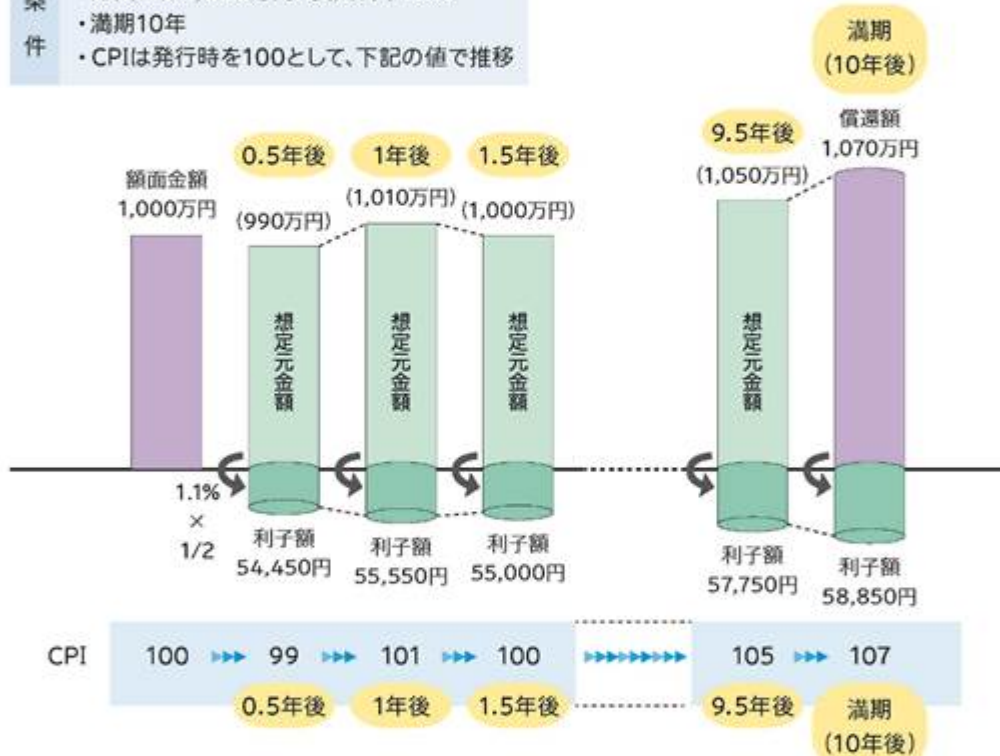 条
件
・満期10年
・CPIは発行時を100として、下記の値で推移
満期
(10年後)
償還額
1,070万円
9.5年後
(1,050万円)
0.5年後
1年後
1.5年後
額面金額
1,000万円
(990万円)
(1,010万円)
(1,000万円)
想定元金額
想定元金額
想定元金額
想定元金額
1.1%
×
1/2
利子額
54,450円
利子額
55,550円
利子額
55,000円
利子額
57,750円
利子額
58,850円
CPI 100 99 101 100 105 107
0.5年後 1年後 1.5年後 9.5年後 満期
(10年後)